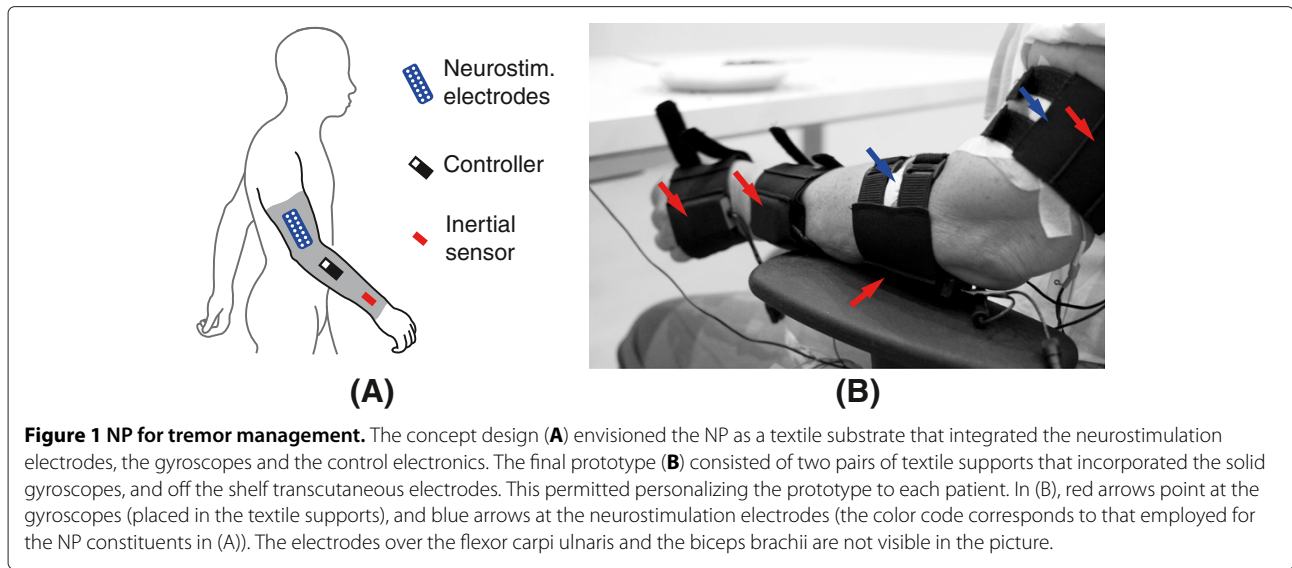 Neurostim.
electrodes
Controller
Inertial
sensor
(A)
(B)
Figure 1 NP for tremor management. The concept design (A) envisioned the NP as a textile substrate that integrated the neurostimulation
electrodes, the gyroscopes and the control electronics. The final prototype (B) consisted of two pairs of textile supports that incorporated the solid
gyroscopes, and off the shelf transcutaneous electrodes. This permitted personalizing the prototype to each patient. In (B), red arrows point at the
gyroscopes (placed in the textile supports), and blue arrows at the neurostimulation electrodes (the color code corresponds to that employed for
the NP constituents in (A)). The electrodes over the flexor carpi ulnaris and the biceps brachii are not visible in the picture.